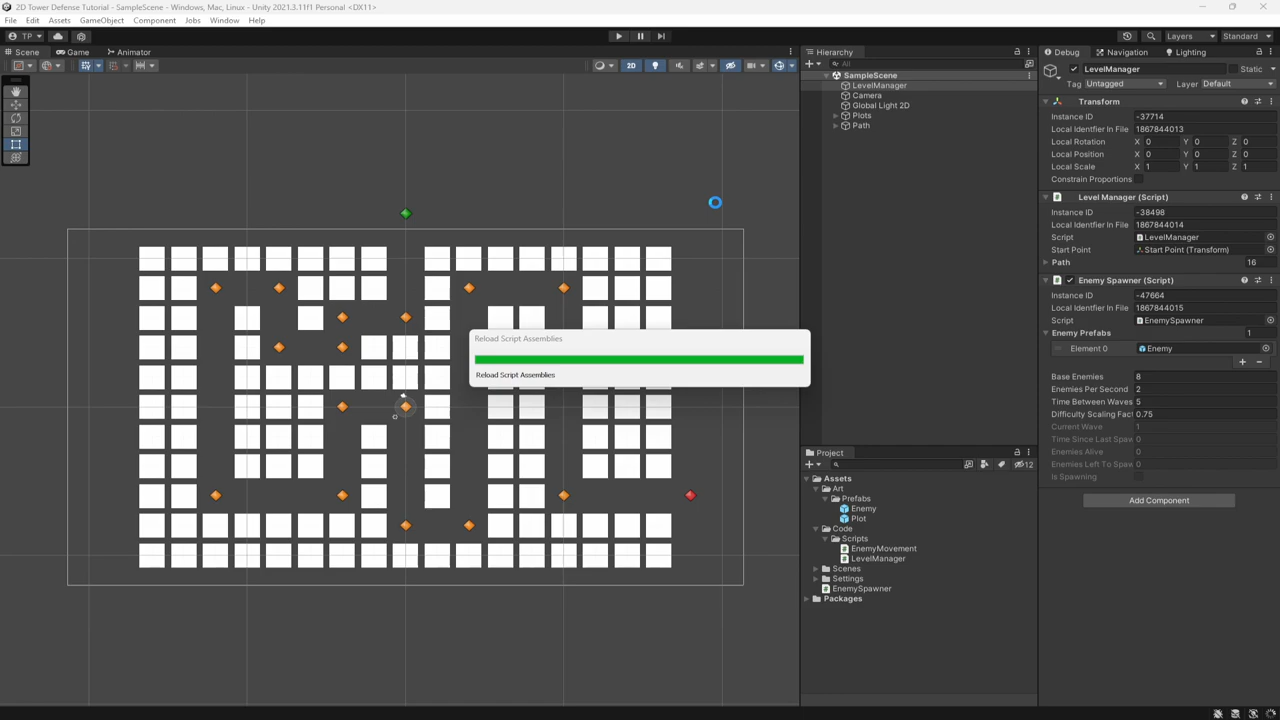 2D Tower Defense Tutorial - SampleScene - Windows, Mac, Linux - Unity 2021.3.11f1 Personal <DX11>
File Edit Assets GameObject Component Jobs Window Help
TP Layers Standard
Scene Game Animator
2D
Hierarchy
All
SampleScene
LevelManager
Camera
Global Light 2D
Plots
Path
Reload Script Assemblies
Reload Script Assemblies
Project
12
Assets
Art
Prefabs
Enemy
Plot
Code
Scripts
EnemyMovement
LevelManager
Scenes
Settings
EnemySpawner
Packages
Debug Navigation Lighting
LevelManager Static
Tag Untagged Layer Default
Transform
Instance ID -37714
Local Identfier In File 1867844013
Local Rotation X 0 Y 0 Z 0
Local Position X 0 Y 0 Z 0
Local Scale X 1 Y 1 Z 1
Constrain Proportions
Level Manager (Script)
Instance ID -38498
Local Identfier In File 1867844014
Script LevelManager
Start Point Start Point (Transform)
Path 16
Enemy Spawner (Script)
Instance ID -47664
Local Identfier In File 1867844015
Script EnemySpawner
Enemy Prefabs 1
Element 0 Enemy
Base Enemies 8
Enemies Per Second 2
Time Between Waves 5
Difficulty Scaling Fact 0.75
Current Wave 1
Time Since Last Spaw 0
Enemies Alive 0
Enemies Left To Spaw 0
Is Spawning
Add Component